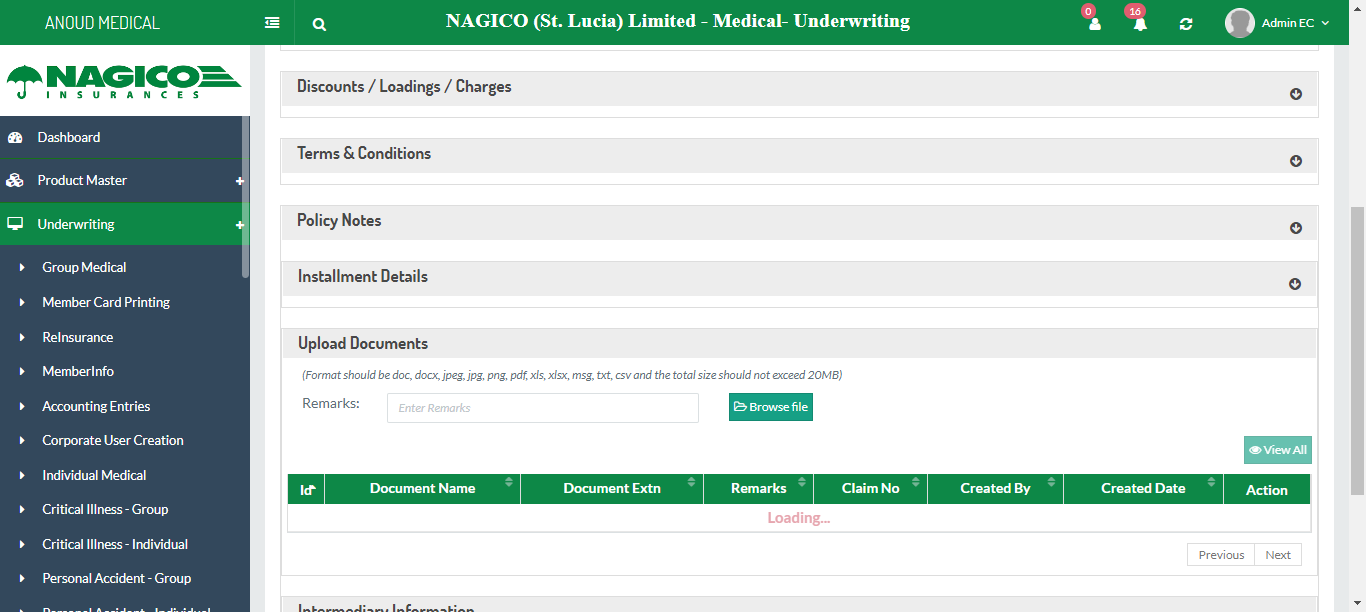 ANOUD MEDICAL
NAGICO (St. Lucia) Limited - Medical- Underwriting
0
16
Admin EC
NAGICO
INSURANCES
Dashboard
Product Master
Underwriting
Group Medical
Member Card Printing
ReInsurance
MemberInfo
Accounting Entries
Corporate User Creation
Individual Medical
Critical Illness - Group
Critical Illness - Individual
Personal Accident - Group
Personal Accident - Individual
Discounts / Loadings / Charges
Terms & Conditions
Policy Notes
Installment Details
Upload Documents
(Format should be doc, docx, jpeg, jpg, png, pdf, xls, xlsx, msg, txt, csv and the total size should not exceed 20MB)
Remarks: Enter Remarks Browse file
View All
Id Document Name Document Extn Remarks Claim No Created By Created Date Action
Loading...
Previous Next
Intermediary Information